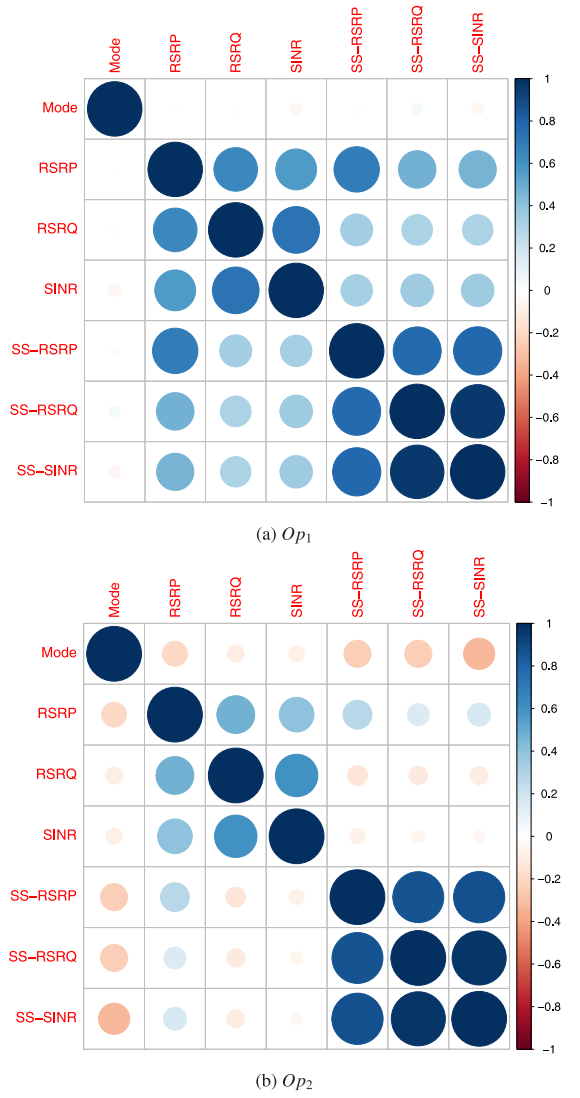 Mode
RSRP
RSRQ
SINR
SS−RSRP
SS−RSRQ
SS−SINR
Mode
RSRP
RSRQ
SINR
SS−RSRP
SS−RSRQ
SS−SINR
1
0.8
0.6
0.4
0.2
0
−0.2
−0.4
−0.6
−0.8
−1
(a) Op1
Mode
RSRP
RSRQ
SINR
SS−RSRP
SS−RSRQ
SS−SINR
Mode
RSRP
RSRQ
SINR
SS−RSRP
SS−RSRQ
SS−SINR
1
0.8
0.6
0.4
0.2
0
−0.2
−0.4
−0.6
−0.8
−1
(b) Op2